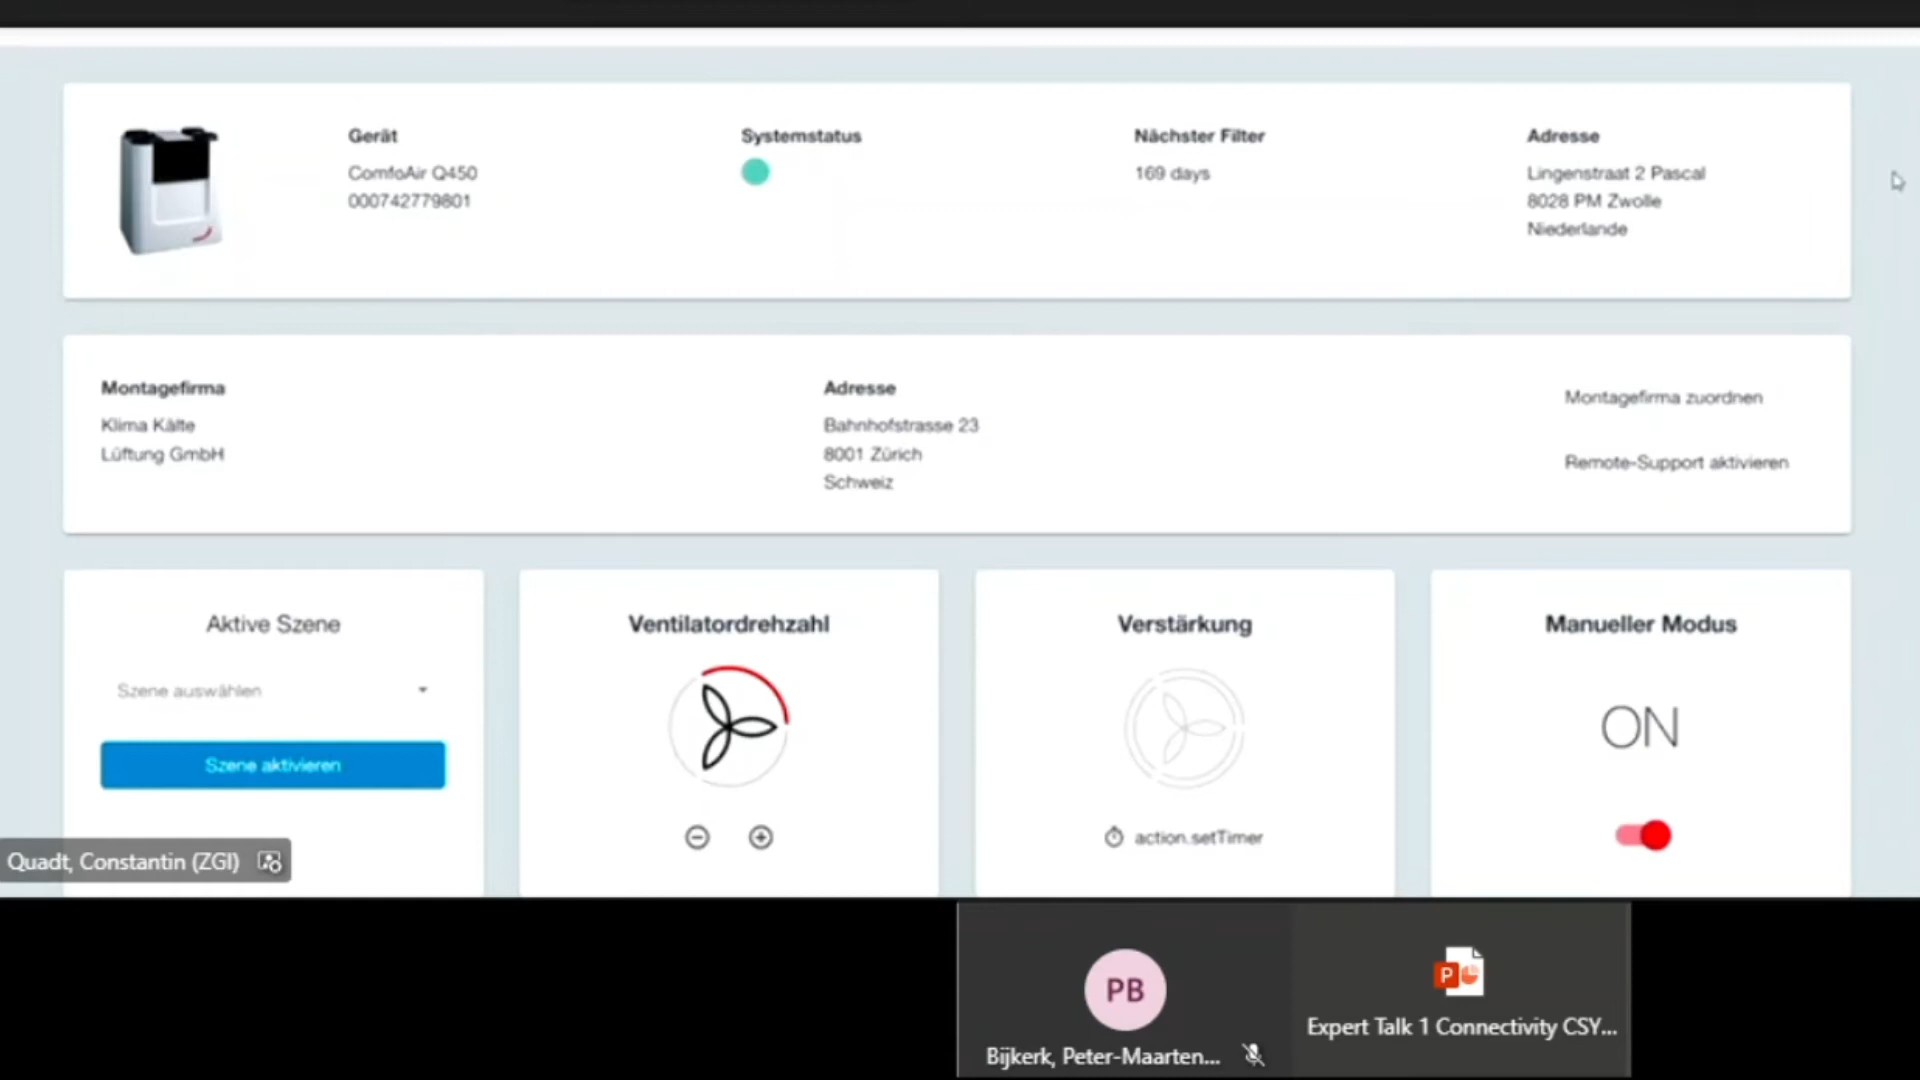 Gerät
ComfoAir Q450
000742779801
Systemstatus
Nächster Filter
169 days
Adresse
Lingenstraat 2 Pascal
8028 PM Zwolle
Niederlande
Montagefirma
Klima Kälte
Lüftung GmbH
Adresse
Bahnhofstrasse 23
8001 Zürich
Schweiz
Montagefirma zuordnen
Remote-Support aktivieren
Aktive Szene
Szene auswählen
Szene aktivieren
Ventilatordrehzahl
Verstärkung
action.setTimer
Manueller Modus
ON
Quadt, Constantin (ZGI)
PB
Bijkerk, Peter-Maarten...
P
Expert Talk 1 Connectivity CSY...